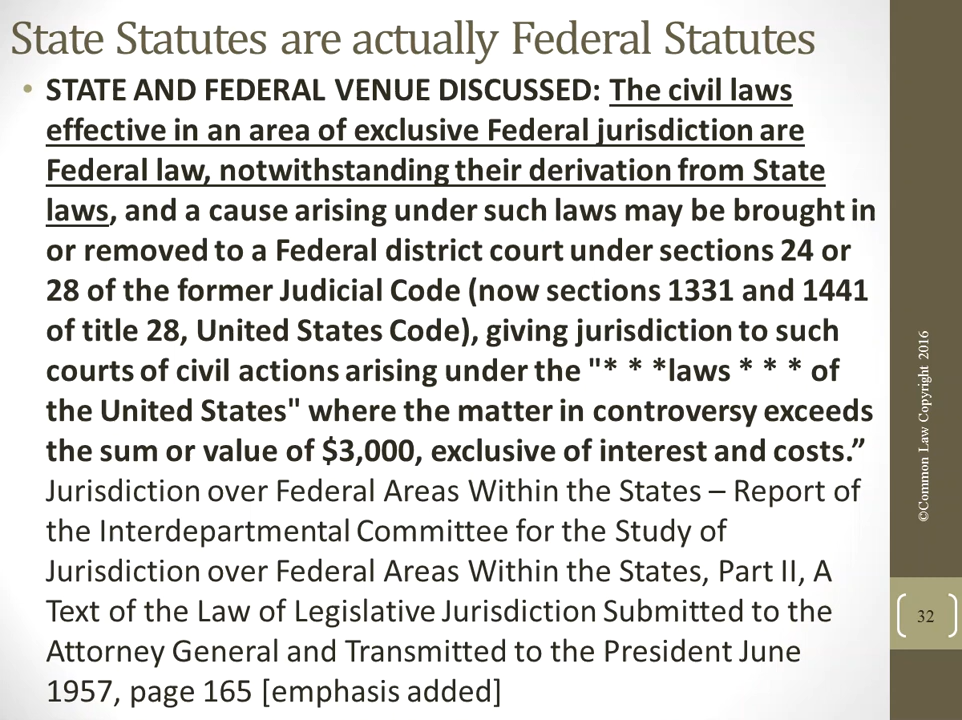 State Statutes are actually Federal Statutes
• STATE AND FEDERAL VENUE DISCUSSED: The civil laws
effective in an area of exclusive Federal jurisdiction are
Federal law, notwithstanding their derivation from State
laws, and a cause arising under such laws may be brought in
or removed to a Federal district court under sections 24 or
28 of the former Judicial Code (now sections 1331 and 1441
of title 28, United States Code), giving jurisdiction to such
courts of civil actions arising under the "* * *laws * * * of
the United States" where the matter in controversy exceeds
the sum or value of $3,000, exclusive of interest and costs.”
Jurisdiction over Federal Areas Within the States – Report of
the Interdepartmental Committee for the Study of
Jurisdiction over Federal Areas Within the States, Part II, A
Text of the Law of Legislative Jurisdiction Submitted to the
Attorney General and Transmitted to the President June
1957, page 165 [emphasis added]
©Common Law Copyright 2016
32